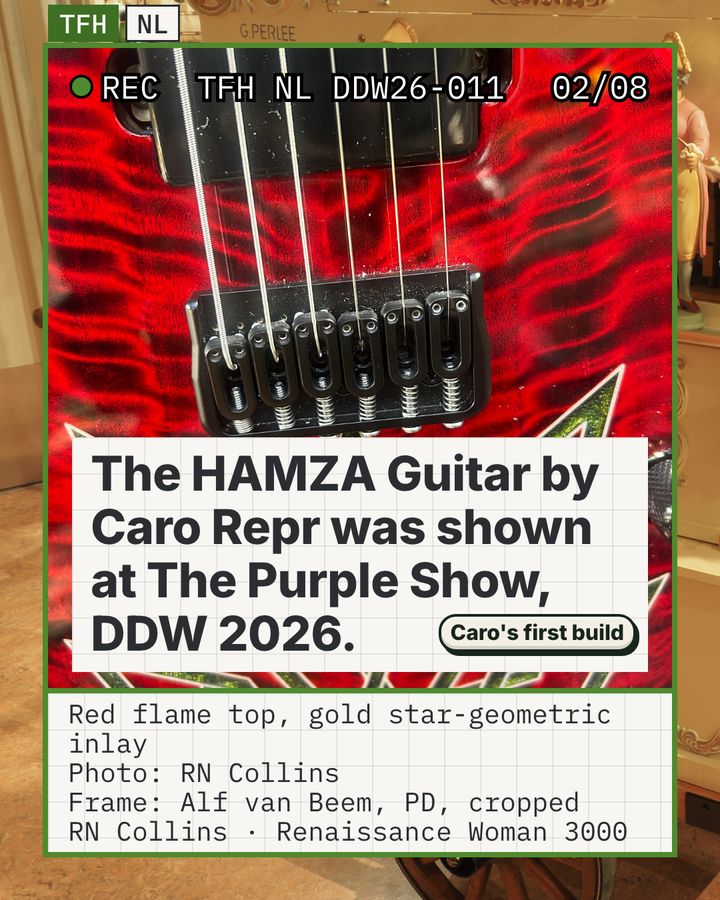 TFH NL
G.PERLEE
REC TFH NL DDW26-011 02/08
The HAMZA Guitar by
Caro Repr was shown
at The Purple Show,
DDW 2026.
Caro's first build
Red flame top, gold star-geometric
inlay
Photo: RN Collins
Frame: Alf van Beem, PD, cropped
RN Collins · Renaissance Woman 3000